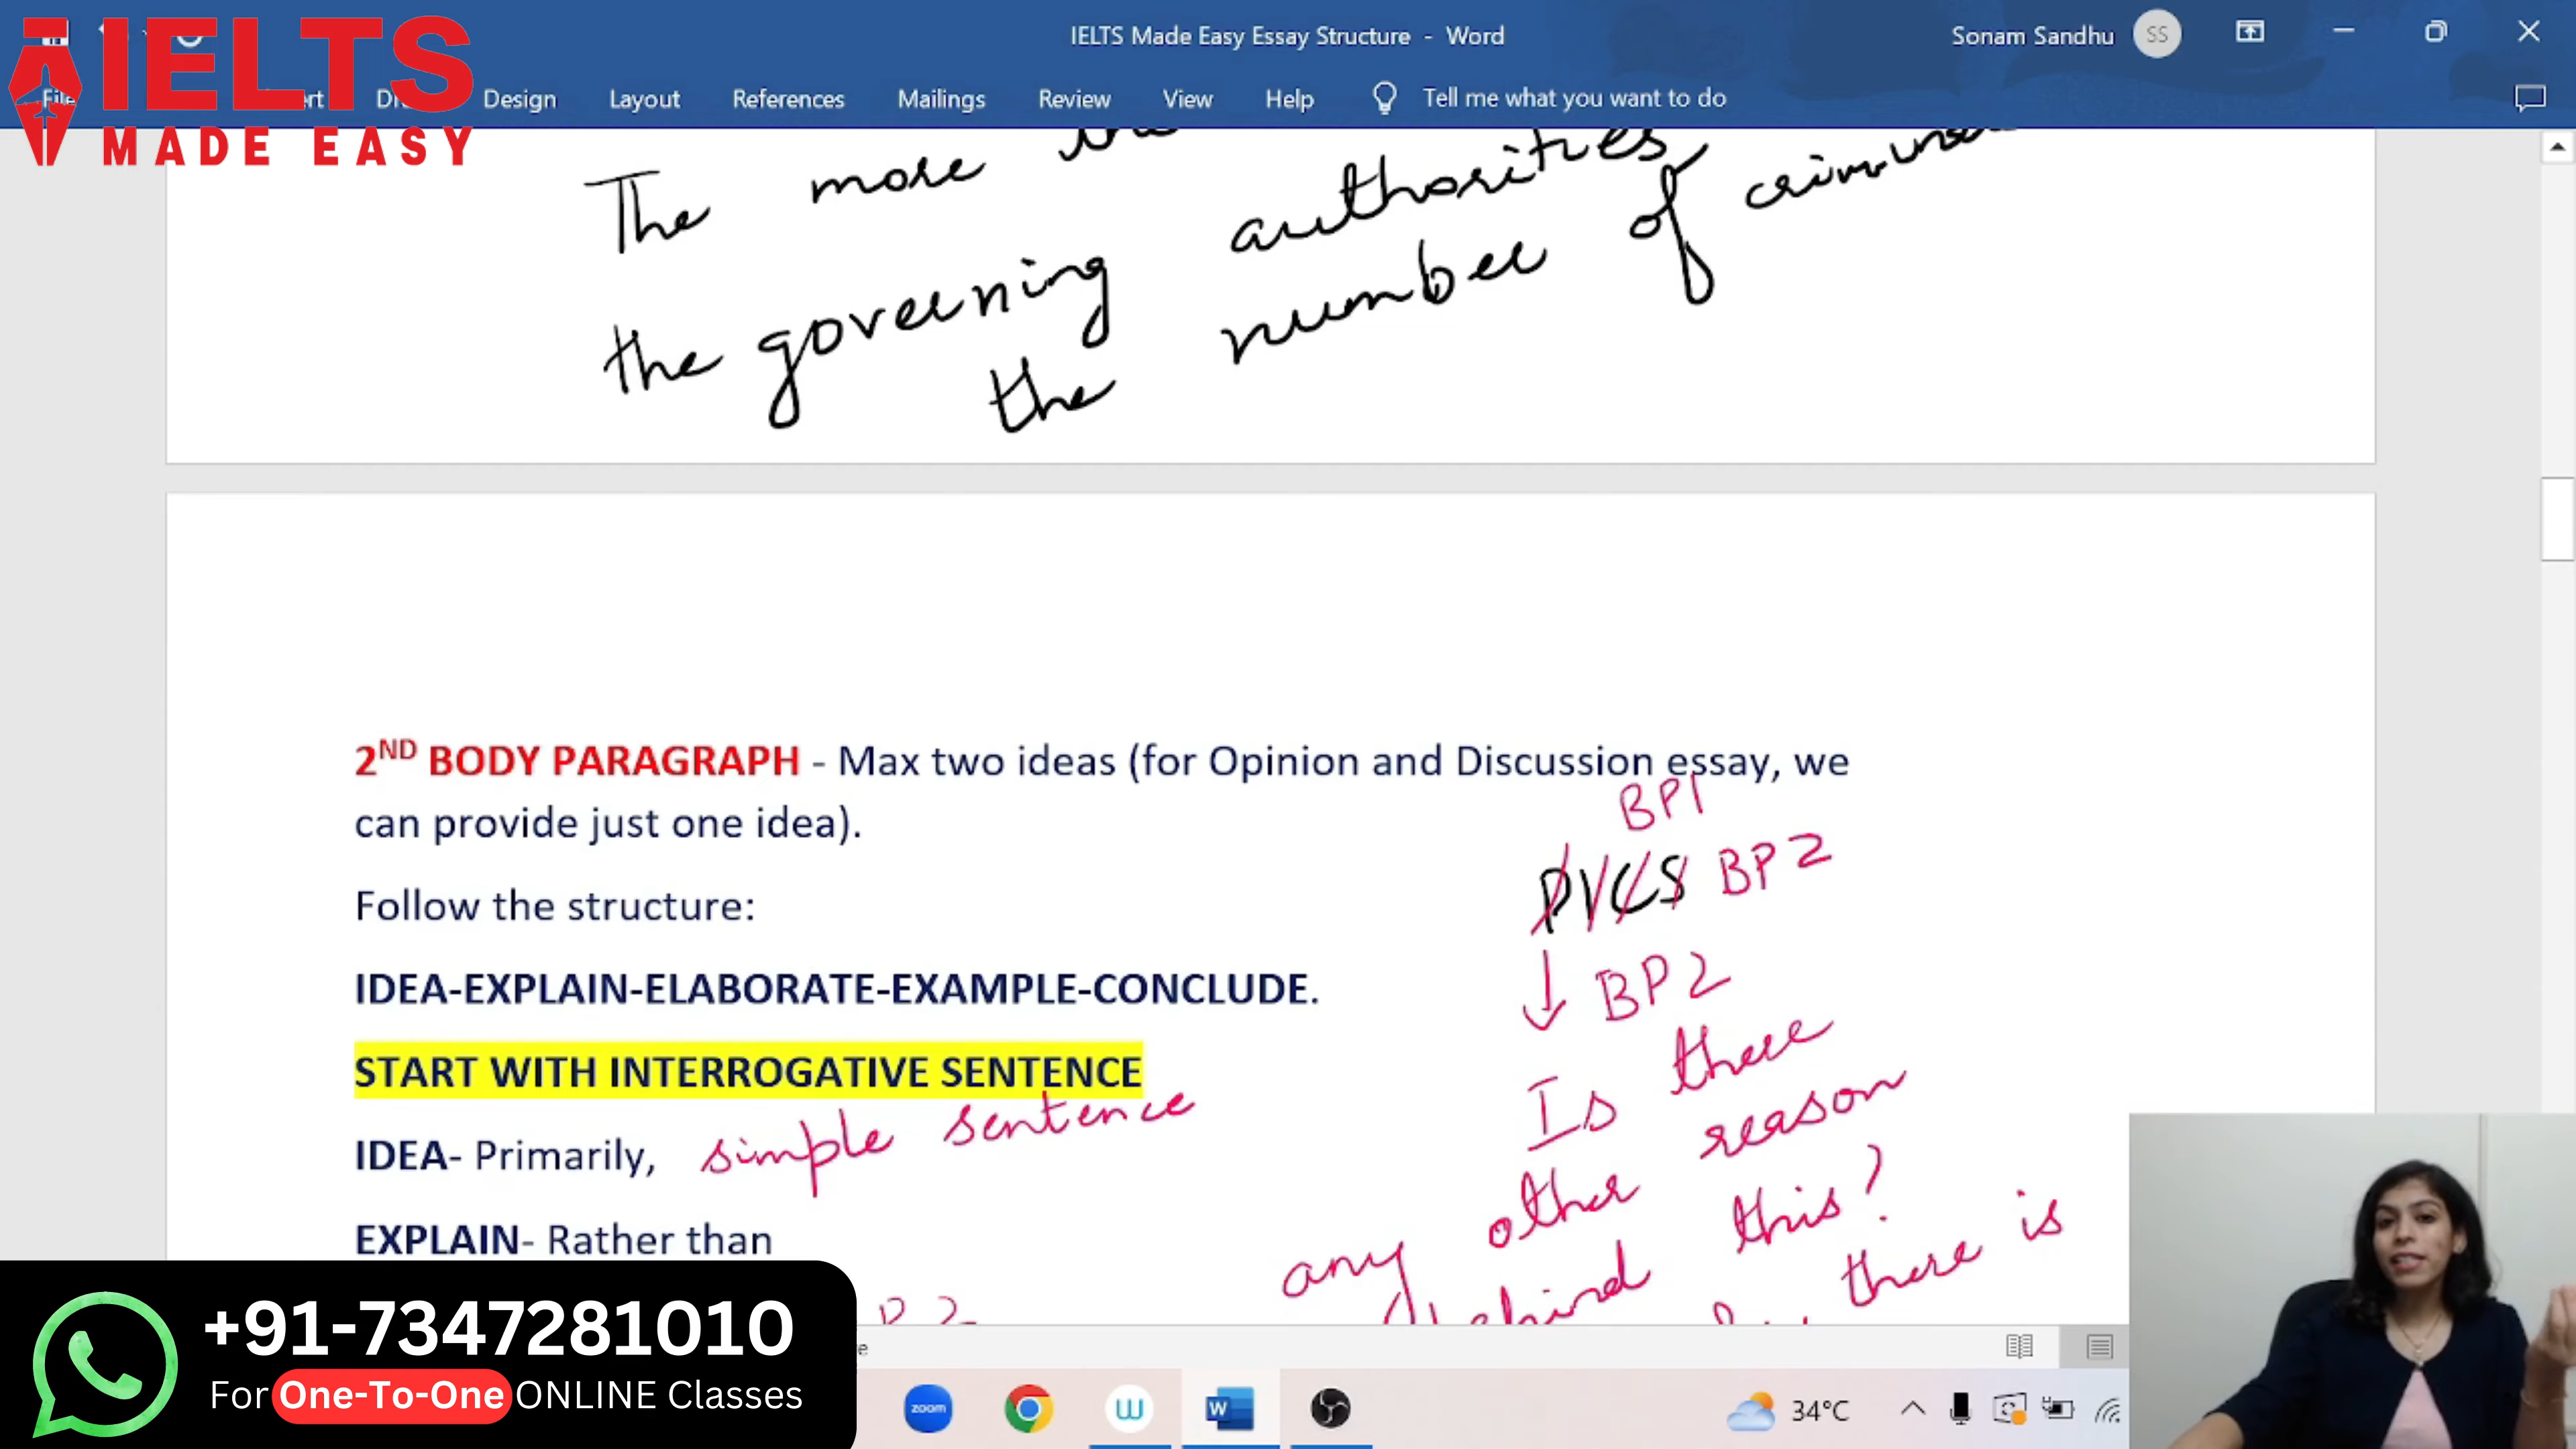 IELTS
MADE EASY
IELTS Made Easy Essay Structure - Word
Sonam Sandhu
SS
File
Design
Layout
References
Mailings
Review
View
Help
Tell me what you want to do
The more
the governing authorities
the number of
2ND BODY PARAGRAPH - Max two ideas (for Opinion and Discussion essay, we
can provide just one idea).
BP1
BP2
Follow the structure:
BP2
IDEA-EXPLAIN-ELABORATE-EXAMPLE-CONCLUDE.
START WITH INTERROGATIVE SENTENCE
IDEA- Primarily, simple sentence
EXPLAIN- Rather than
Is there
any other reason
behind this?
there is
+91-7347281010
For One-To-One ONLINE Classes
zoom
W
34°C